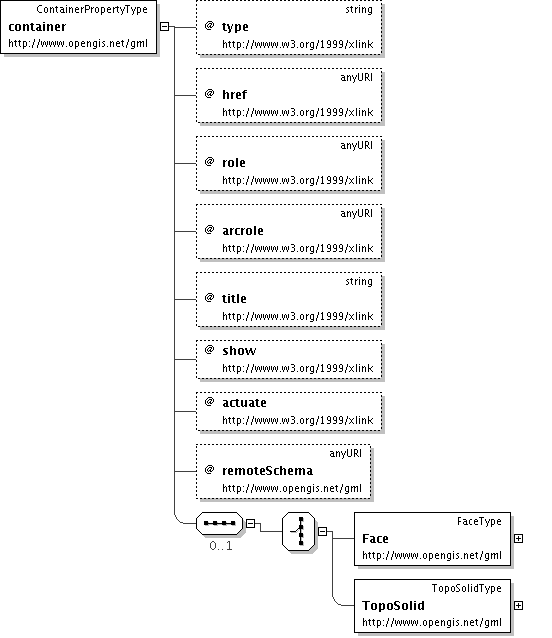 ContainerPropertyType
container
http://www.opengis.net/gml
string
@ type
http://www.w3.org/1999/xlink
anyURI
@ href
http://www.w3.org/1999/xlink
anyURI
@ role
http://www.w3.org/1999/xlink
anyURI
@ arcrole
http://www.w3.org/1999/xlink
string
@ title
http://www.w3.org/1999/xlink
@ show
http://www.w3.org/1999/xlink
@ actuate
http://www.w3.org/1999/xlink
anyURI
@ remoteSchema
http://www.opengis.net/gml
0..1
FaceType
Face
http://www.opengis.net/gml
TopoSolidType
TopoSolid
http://www.opengis.net/gml